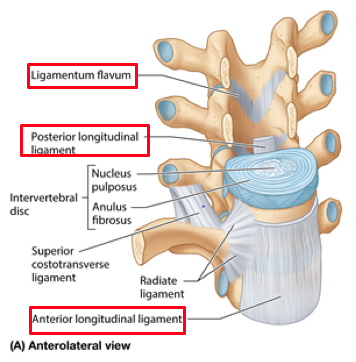 Ligamentum flavum
Posterior longitudinal
ligament
Nucleus
pulposus
Intervertebral
disc
Anulus
fibrosus
Superior
costotransverse
ligament
Radiate
ligament
Anterior longitudinal ligament
(A) Anterolateral view